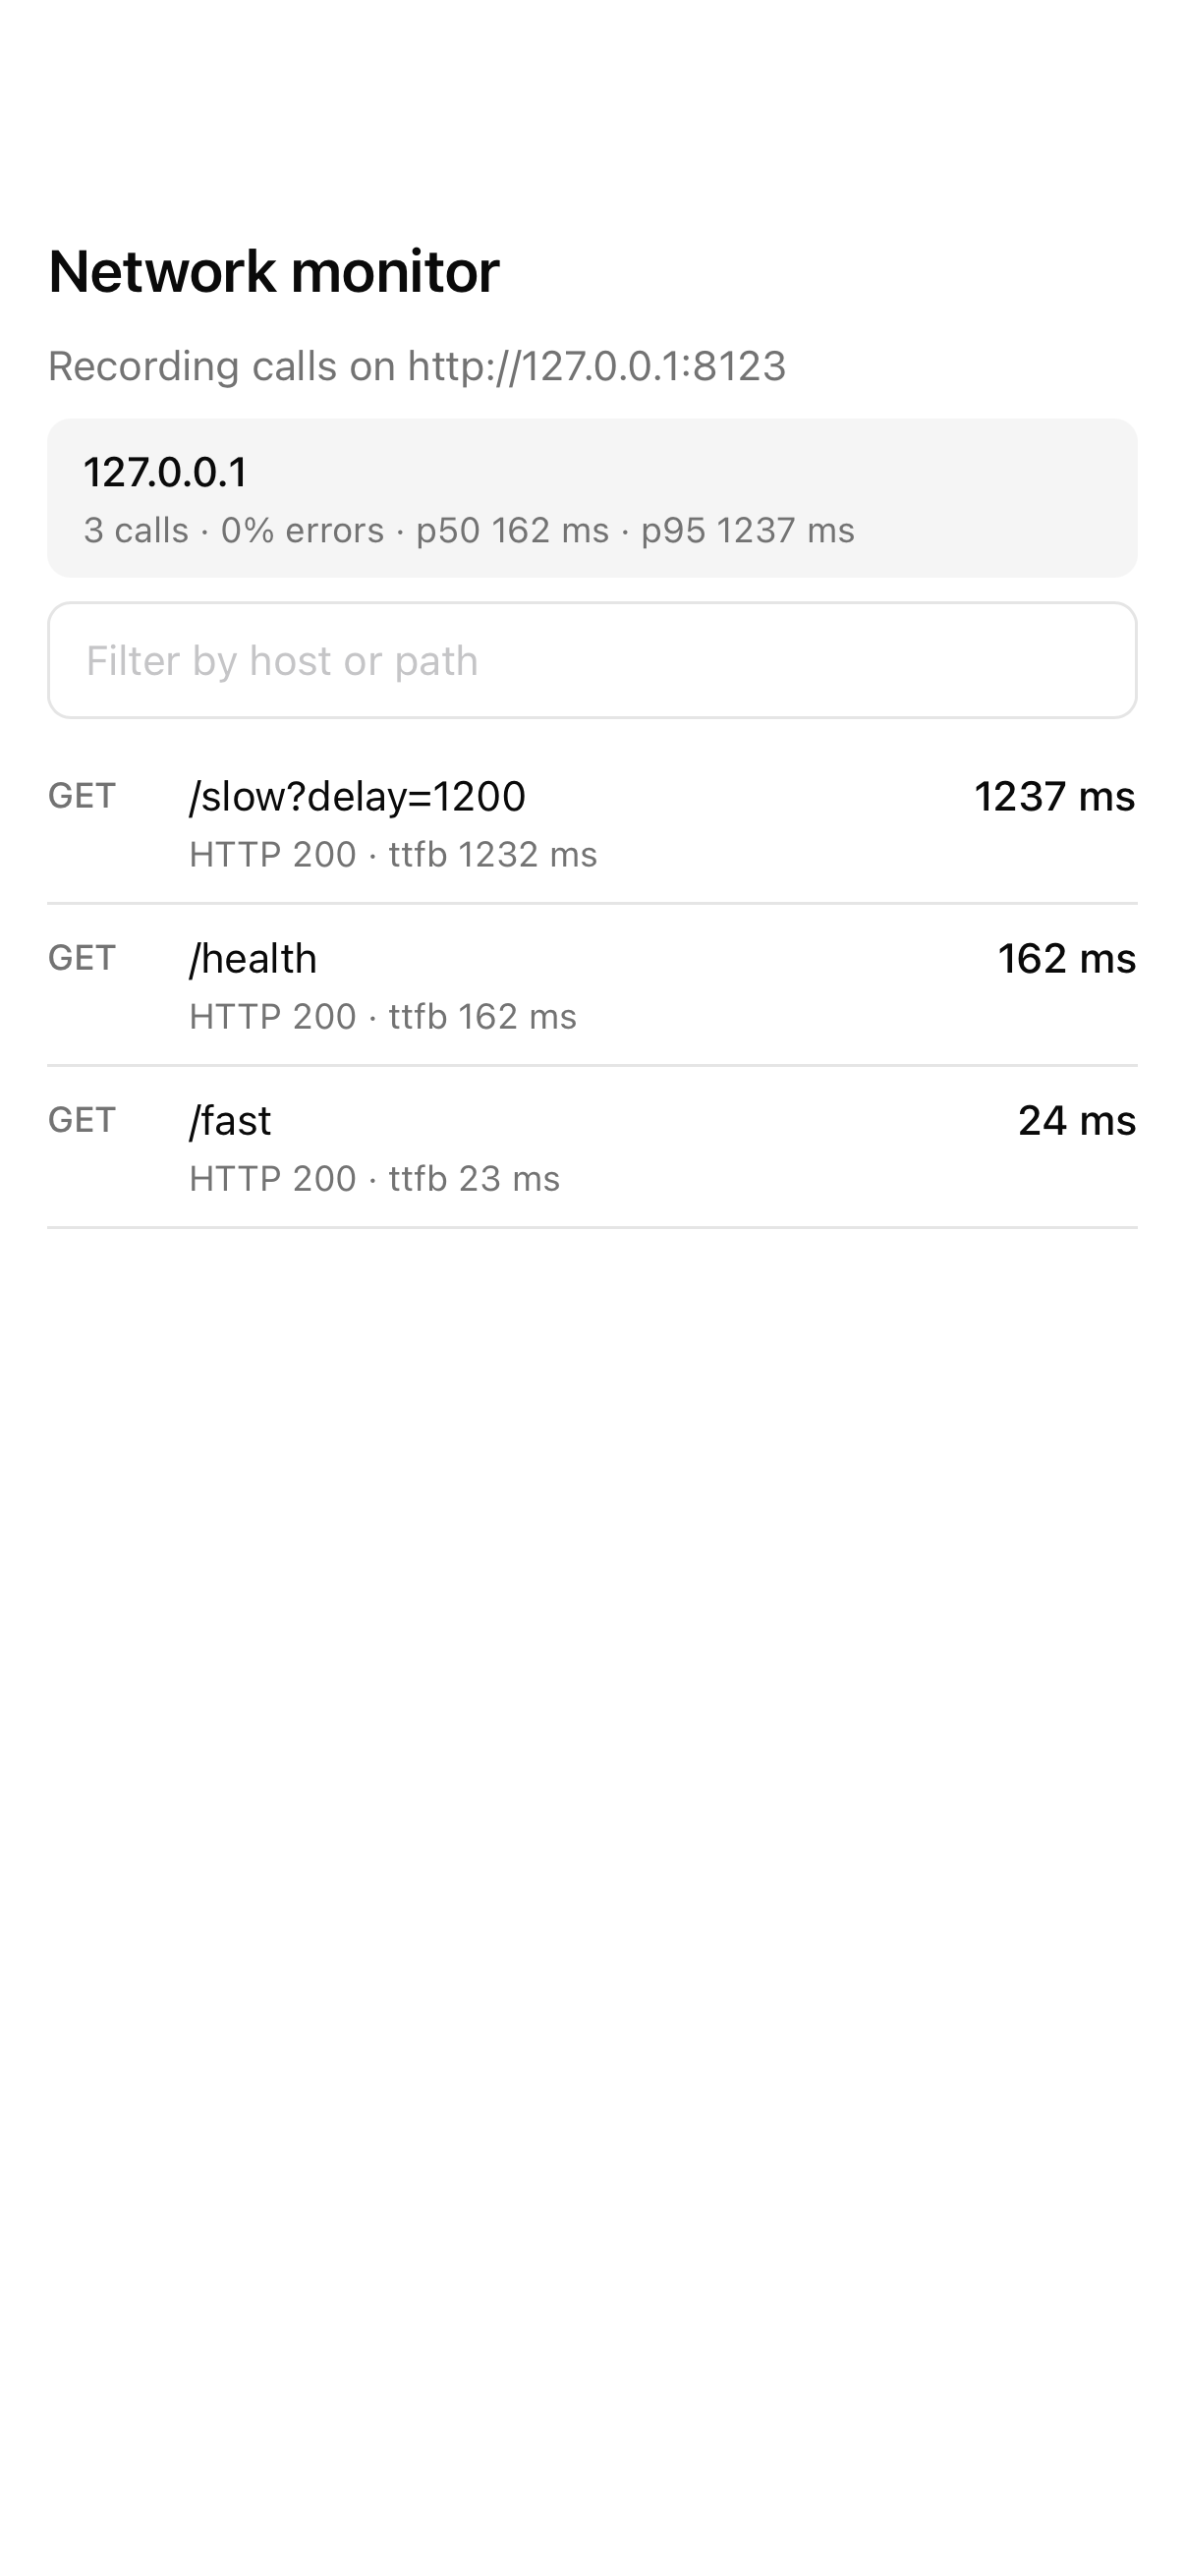 Network monitor
Recording calls on http://127.0.0.1:8123
127.0.0.1
3 calls · 0% errors · p50 162 ms · p95 1237 ms
Filter by host or path
GET /slow?delay=1200 1237 ms
HTTP 200 · ttfb 1232 ms
GET /health 162 ms
HTTP 200 · ttfb 162 ms
GET /fast 24 ms
HTTP 200 · ttfb 23 ms